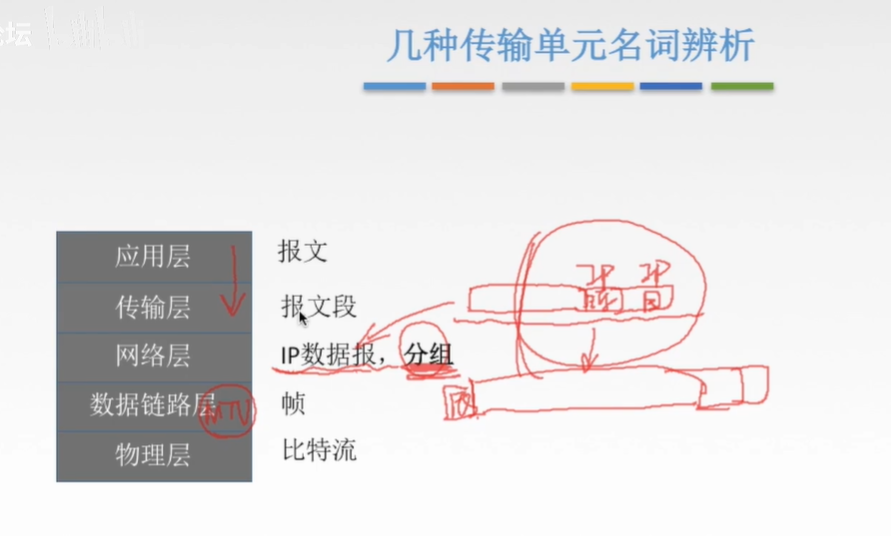 论坛
几种传输单元名词辨析
应用层 报文
传输层 报文段
网络层 IP数据报，分组
数据链路层 帧
物理层 比特流
MTU
IP IP